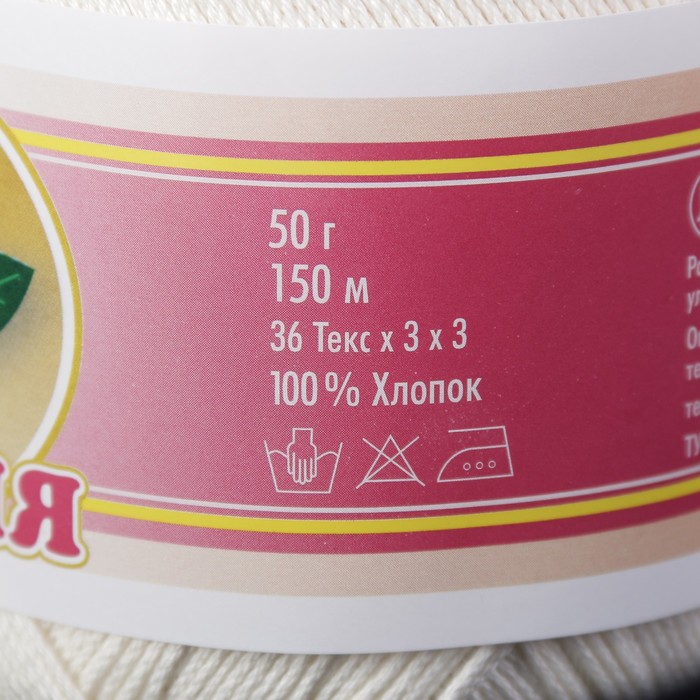 50 г
150 м
36 Текс х 3 х 3
100 % Хлопок